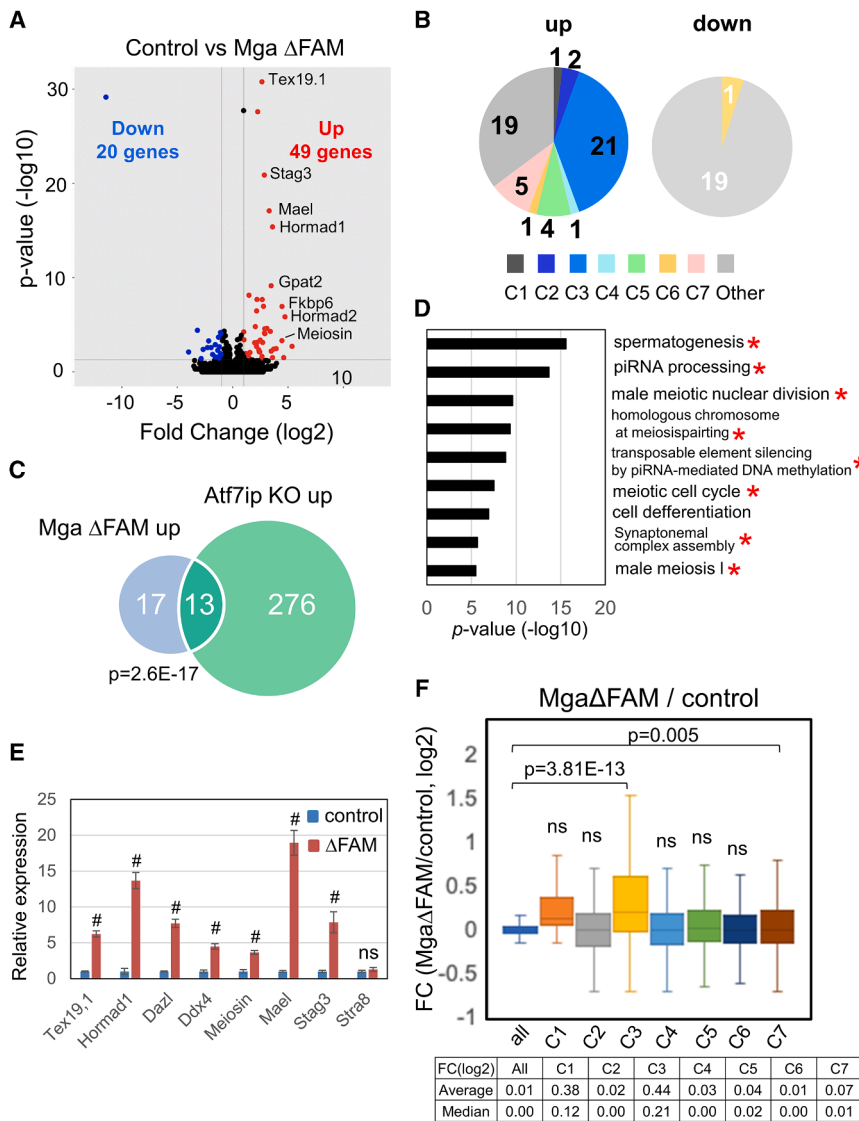 A
Control vs Mga ΔFAM
p-value (-log10)
30
20
10
0
Down
20 genes
Up
49 genes
Tex19.1
Stag3
Mael
Hormad1
Gpat2
Fkbp6
Hormad2
Meiosin
-10
-5
0
5
10
Fold Change (log2)
B
up
down
1
2
21
1
4
1
5
19
1
19
C1 C2 C3 C4 C5 C6 C7 Other
C
Atf7ip KO up
Mga ΔFAM up
17
13
276
p=2.6E-17
D
spermatogenesis *
piRNA processing *
male meiotic nuclear division *
homologous chromosome
at meiosispairting *
transposable element silencing
by piRNA-mediated DNA methylation *
meiotic cell cycle *
cell defferentiation
Synaptonemal
complex assembly *
male meiosis I *
0 5 10 15 20
p-value (-log10)
E
Relative expression
25
20
15
10
5
0
control
ΔFAM
# # # # # # # ns
Tex19,1
Hormad1
Dazl
Ddx4
Meiosin
Mael
Stag3
Stra8
F
MgaΔFAM / control
FC (MgaΔFAM/control, log2)
2
1.5
1
0.5
0
-0.5
-1
p=0.005
p=3.81E-13
ns ns ns ns ns
all C1 C2 C3 C4 C5 C6 C7
FC(log2) All C1 C2 C3 C4 C5 C6 C7
Average 0.01 0.38 0.02 0.44 0.03 0.04 0.01 0.07
Median 0.00 0.12 0.00 0.21 0.00 0.02 0.00 0.01